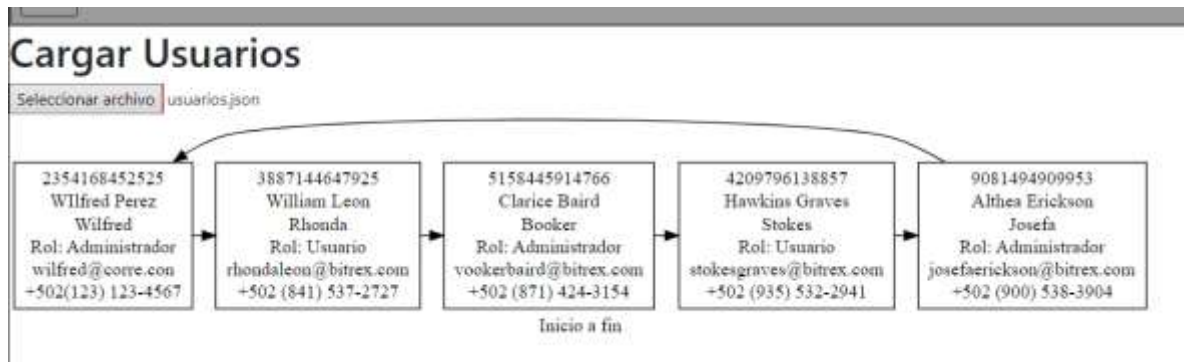 Cargar Usuarios
Seleccionar archivo usuarios.json
2354168452525
WIlfred Perez
Wilfred
Rol: Administrador
wilfred@corre.con
+502(123) 123-4567
3887144647925
William Leon
Rhonda
Rol: Usuario
rhondaleon@bitrex.com
+502 (841) 537-2727
5158445914766
Clarice Baird
Booker
Rol: Administrador
vookerbaird@bitrex.com
+502 (871) 424-3154
4209796138857
Hawkins Graves
Stokes
Rol: Usuario
stokesgraves@bitrex.com
+502 (935) 532-2941
9081494909953
Althea Erickson
Josefa
Rol: Administrador
josefaerickson@bitrex.com
+502 (900) 538-3904
Inicio a fin